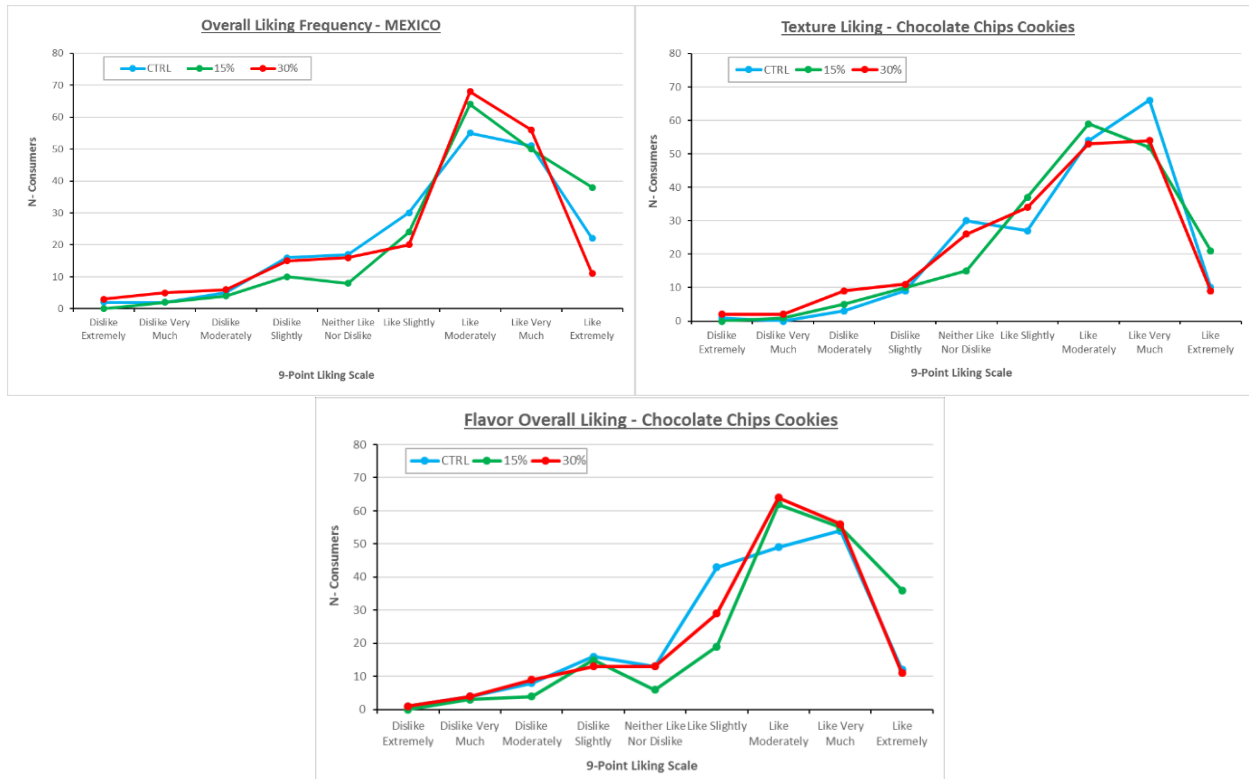 Overall Liking Frequency - MEXICO
CTRL 15% 30%
80
70
60
50
40
30
20
10
0
N- Consumers
Dislike Extremely
Dislike Very Much
Dislike Moderately
Dislike Slightly
Neither Like Nor Dislike
Like Slightly
Like Moderately
Like Very Much
Like Extremely
9-Point Liking Scale
Texture Liking - Chocolate Chips Cookies
CTRL 15% 30%
80
70
60
50
40
30
20
10
0
N- Consumers
Dislike Extremely
Dislike Very Much
Dislike Moderately
Dislike Slightly
Neither Like Nor Dislike
Like Slightly
Like Moderately
Like Very Much
Like Extremely
9-Point Liking Scale
Flavor Overall Liking - Chocolate Chips Cookies
CTRL 15% 30%
80
70
60
50
40
30
20
10
0
N- Consumers
Dislike Extremely
Dislike Very Much
Dislike Moderately
Dislike Slightly
Neither Like Nor Dislike
Like Slightly
Like Moderately
Like Very Much
Like Extremely
9-Point Liking Scale